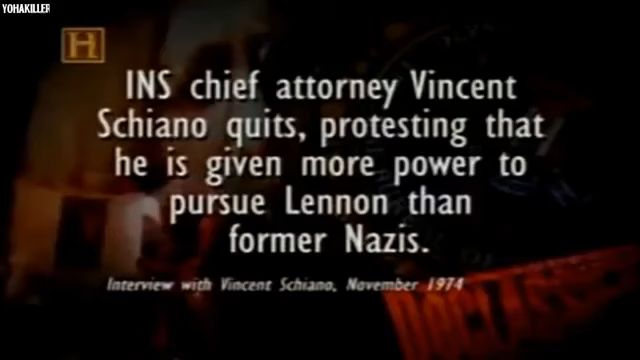 YOHAKILLER
H
INS chief attorney Vincent
Schiano quits, protesting that
he is given more power to
pursue Lennon than
former Nazis.
Interview with Vincent Schiano, November 1974